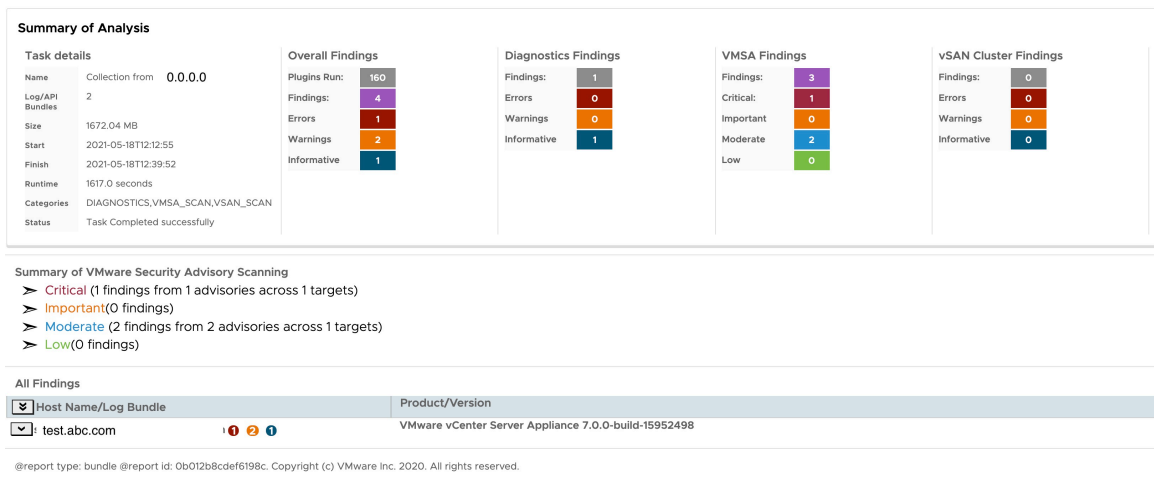 Summary of Analysis
Task details
Name Collection from 0.0.0.0
Log/API Bundles 2
Size 1672.04 MB
Start 2021-05-18T12:12:55
Finish 2021-05-18T12:39:52
Runtime 1617.0 seconds
Categories DIAGNOSTICS,VMSA_SCAN,VSAN_SCAN
Status Task Completed successfully
Overall Findings
Plugins Run: 160
Findings: 4
Errors 1
Warnings 2
Informative 1
Diagnostics Findings
Findings: 1
Errors 0
Warnings 0
Informative 1
VMSA Findings
Findings: 3
Critical: 1
Important 0
Moderate 2
Low 0
vSAN Cluster Findings
Findings: 0
Errors 0
Warnings 0
Informative 0
Summary of VMware Security Advisory Scanning
Critical (1 findings from 1 advisories across 1 targets)
Important(0 findings)
Moderate (2 findings from 2 advisories across 1 targets)
Low(0 findings)
All Findings
Host Name/Log Bundle Product/Version
test.abc.com 1 2 1 VMware vCenter Server Appliance 7.0.0-build-15952498
@report type: bundle @report id: 0b012b8cdef6198c. Copyright (c) VMware Inc. 2020. All rights reserved.